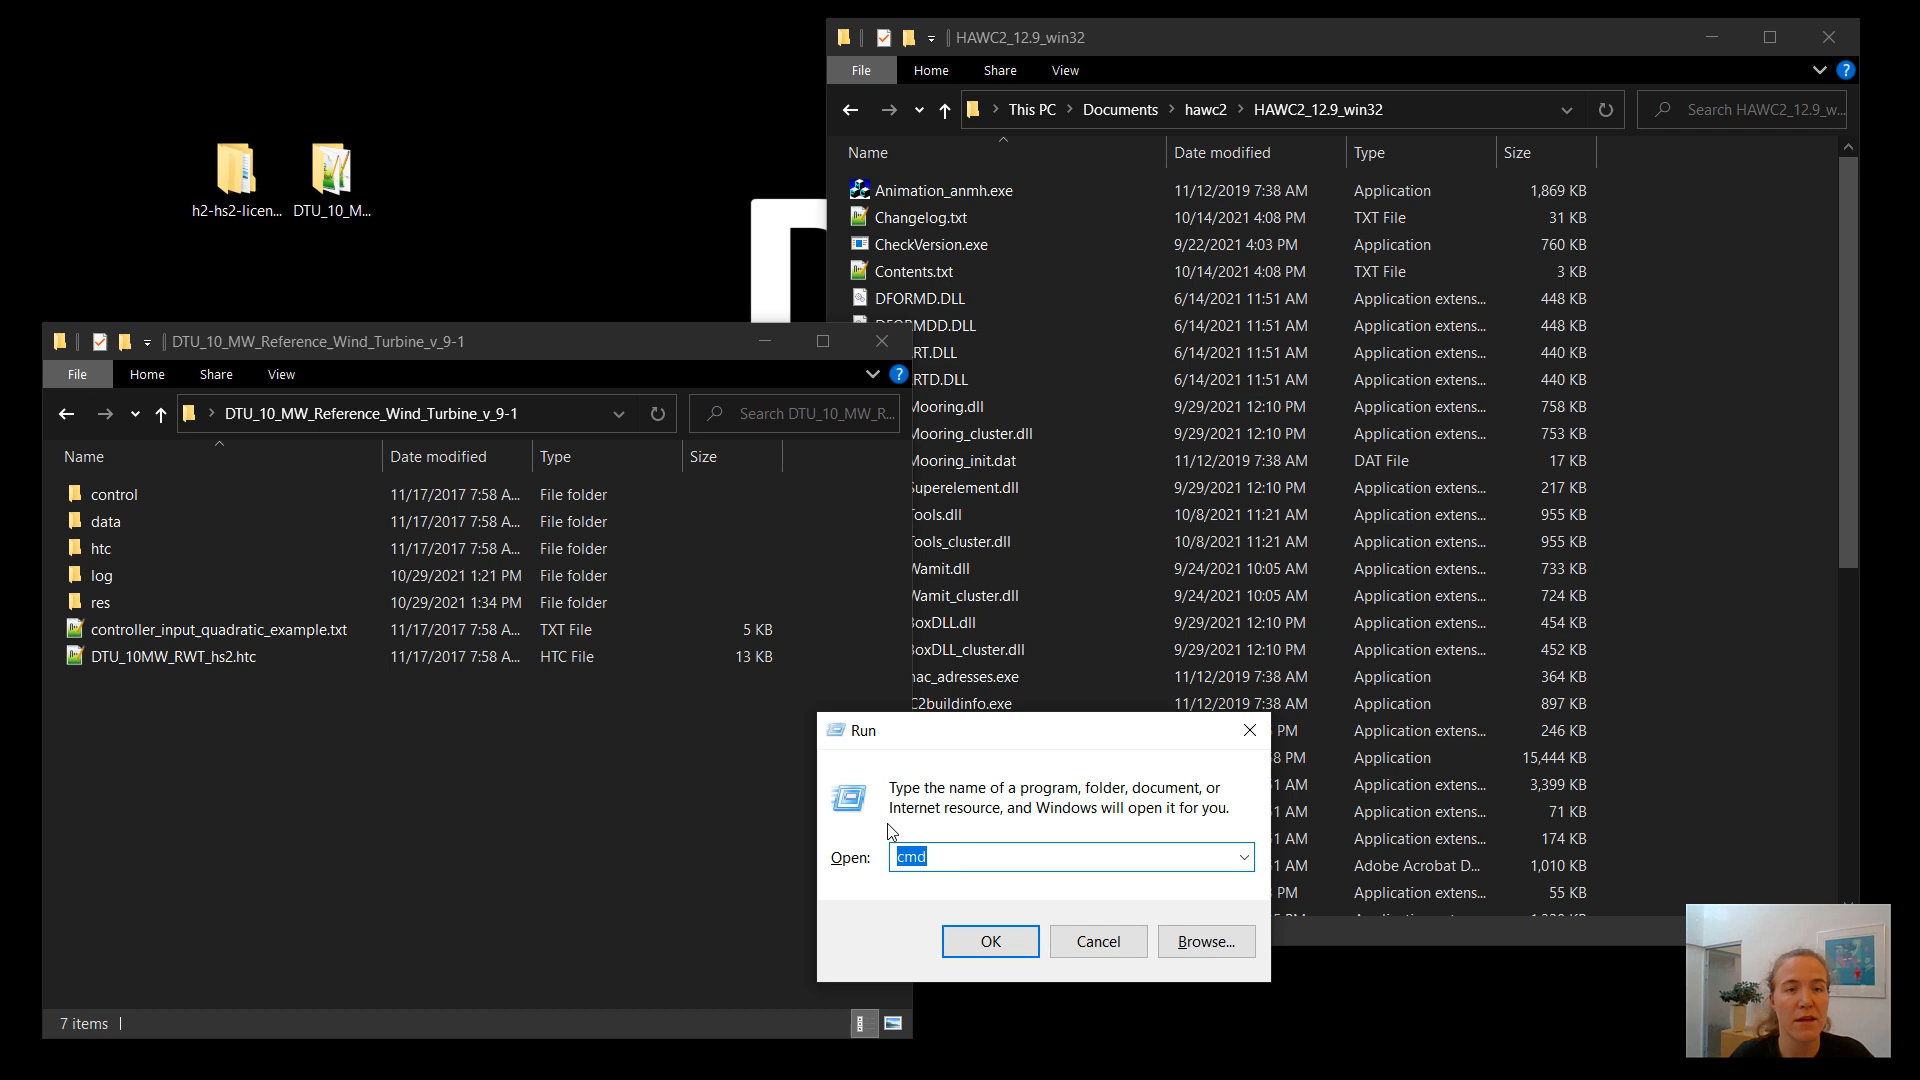 HAWC2_12.9_win32
File Home Share View
This PC > Documents > hawc2 > HAWC2_12.9_win32
Search HAWC2_12.9_w...
Name Date modified Type Size
Animation_anmh.exe 11/12/2019 7:38 AM Application 1,869 KB
Changelog.txt 10/14/2021 4:08 PM TXT File 31 KB
CheckVersion.exe 9/22/2021 4:03 PM Application 760 KB
Contents.txt 10/14/2021 4:08 PM TXT File 3 KB
DFORMD.DLL 6/14/2021 11:51 AM Application extens... 448 KB
MDD.DLL 6/14/2021 11:51 AM Application extens... 448 KB
RT.DLL 6/14/2021 11:51 AM Application extens... 440 KB
RTD.DLL 6/14/2021 11:51 AM Application extens... 440 KB
Mooring.dll 9/29/2021 12:10 PM Application extens... 758 KB
Mooring_cluster.dll 9/29/2021 12:10 PM Application extens... 753 KB
Mooring_init.dat 11/12/2019 7:38 AM DAT File 17 KB
Superelement.dll 9/29/2021 12:10 PM Application extens... 217 KB
Tools.dll 10/8/2021 11:21 AM Application extens... 955 KB
Tools_cluster.dll 10/8/2021 11:21 AM Application extens... 955 KB
Wamit.dll 9/24/2021 10:05 AM Application extens... 733 KB
Wamit_cluster.dll 9/24/2021 10:05 AM Application extens... 724 KB
BoxDLL.dll 9/29/2021 12:10 PM Application extens... 454 KB
BoxDLL_cluster.dll 9/29/2021 12:10 PM Application extens... 452 KB
mac_adresses.exe 11/12/2019 7:38 AM Application 364 KB
C2buildinfo.exe 11/12/2019 7:38 AM Application 897 KB
PM Application extens... 246 KB
8 PM Application 15,444 KB
1 AM Application extens... 3,399 KB
1 AM Application extens... 71 KB
1 AM Application extens... 174 KB
1 AM Adobe Acrobat D... 1,010 KB
PM Application extens... 55 KB
h2-hs2-licen... DTU_10_M...
DTU_10_MW_Reference_Wind_Turbine_v_9-1
File Home Share View
> DTU_10_MW_Reference_Wind_Turbine_v_9-1
Search DTU_10_MW_R...
Name Date modified Type Size
control 11/17/2017 7:58 A... File folder
data 11/17/2017 7:58 A... File folder
htc 11/17/2017 7:58 A... File folder
log 10/29/2021 1:21 PM File folder
res 10/29/2021 1:34 PM File folder
controller_input_quadratic_example.txt 11/17/2017 7:58 A... TXT File 5 KB
DTU_10MW_RWT_hs2.htc 11/17/2017 7:58 A... HTC File 13 KB
7 items
Run
Type the name of a program, folder, document, or
Internet resource, and Windows will open it for you.
Open: cmd
OK Cancel Browse...